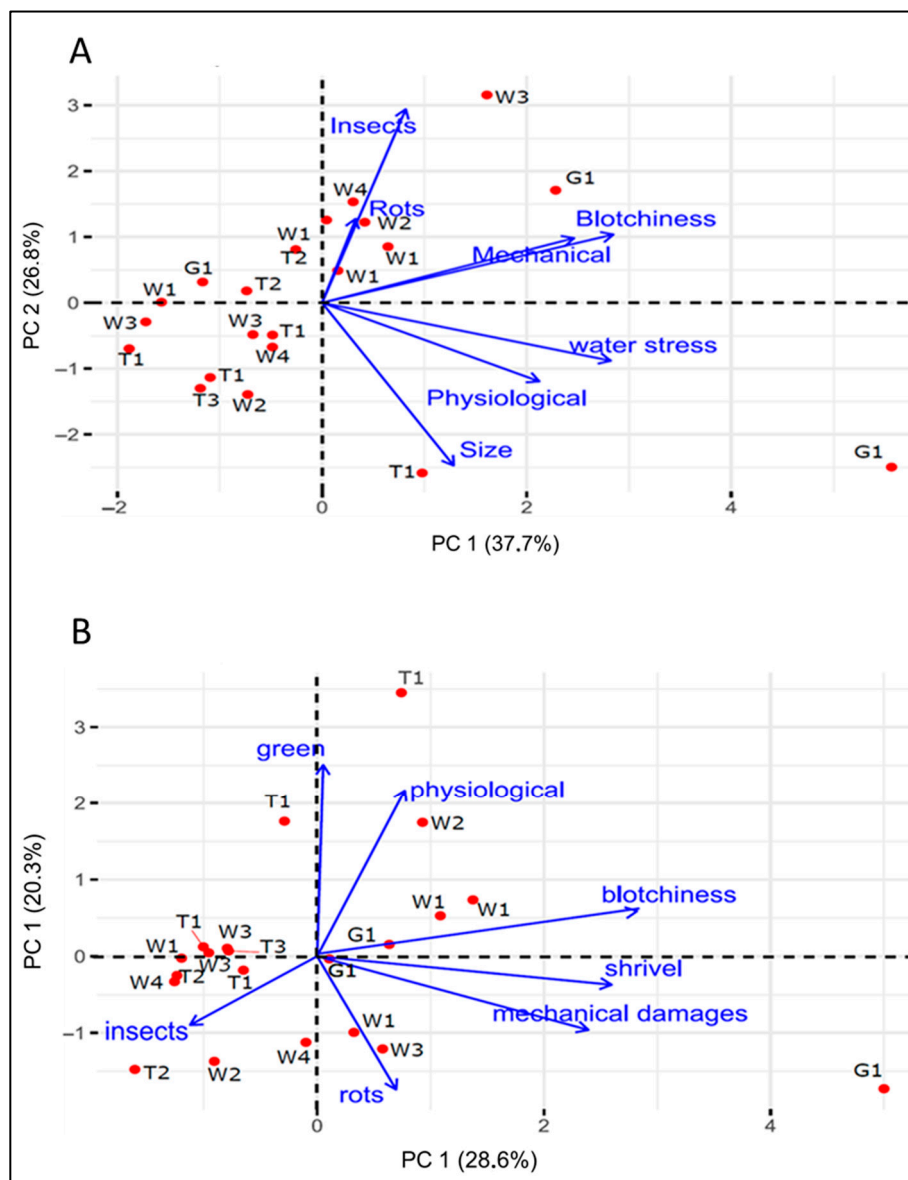 A
3
W3
Insects
2
G1
W4
Rots
Blotchiness
W1
W2
1
T2
Mechanical
W1
G1
T2
W1
W1
0
W3
W3
T1
water stress
T1
W4
-1
T1
Physiological
T3
W2
-2
Size
T1
G1
-2
0
2
4
PC 2 (26.8%)
PC 1 (37.7%)
B
T1
3
green
physiological
2
T1
W2
1
blotchiness
W1
W1
T1
W3
G1
W1
T3
0
W3
G1
shrivel
W4
T2
T1
mechanical damages
insects
W1
-1
W4
W3
T2
W2
rots
G1
0
2
4
PC 1 (20.3%)
PC 1 (28.6%)